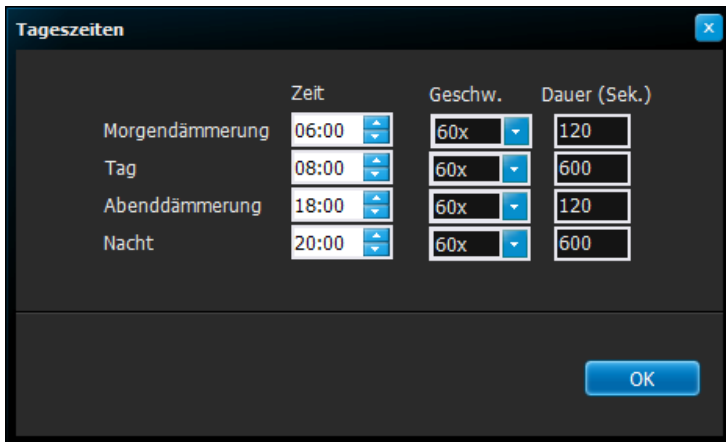 Tageszeiten
Zeit Geschw. Dauer (Sek.)
Morgendämmerung 06:00 60x 120
Tag 08:00 60x 600
Abenddämmerung 18:00 60x 120
Nacht 20:00 60x 600
OK